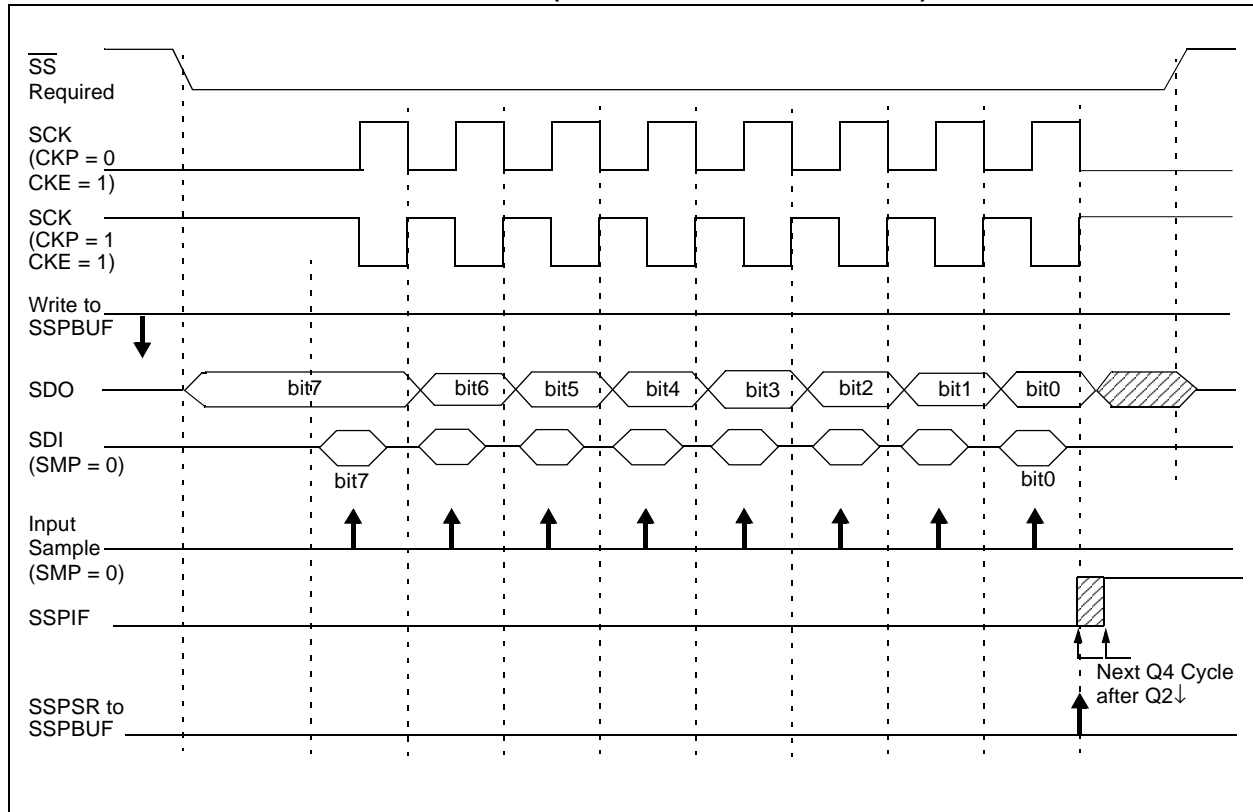 SS
Required
SCK
(CKP = 0
CKE = 1)
SCK
(CKP = 1
CKE = 1)
Write to
SSPBUF
SDO
bit7 bit6 bit5 bit4 bit3 bit2 bit1 bit0
SDI
(SMP = 0)
bit7 bit0
Input
Sample
(SMP = 0)
SSPIF
Next Q4 Cycle
after Q2↓
SSPSR to
SSPBUF